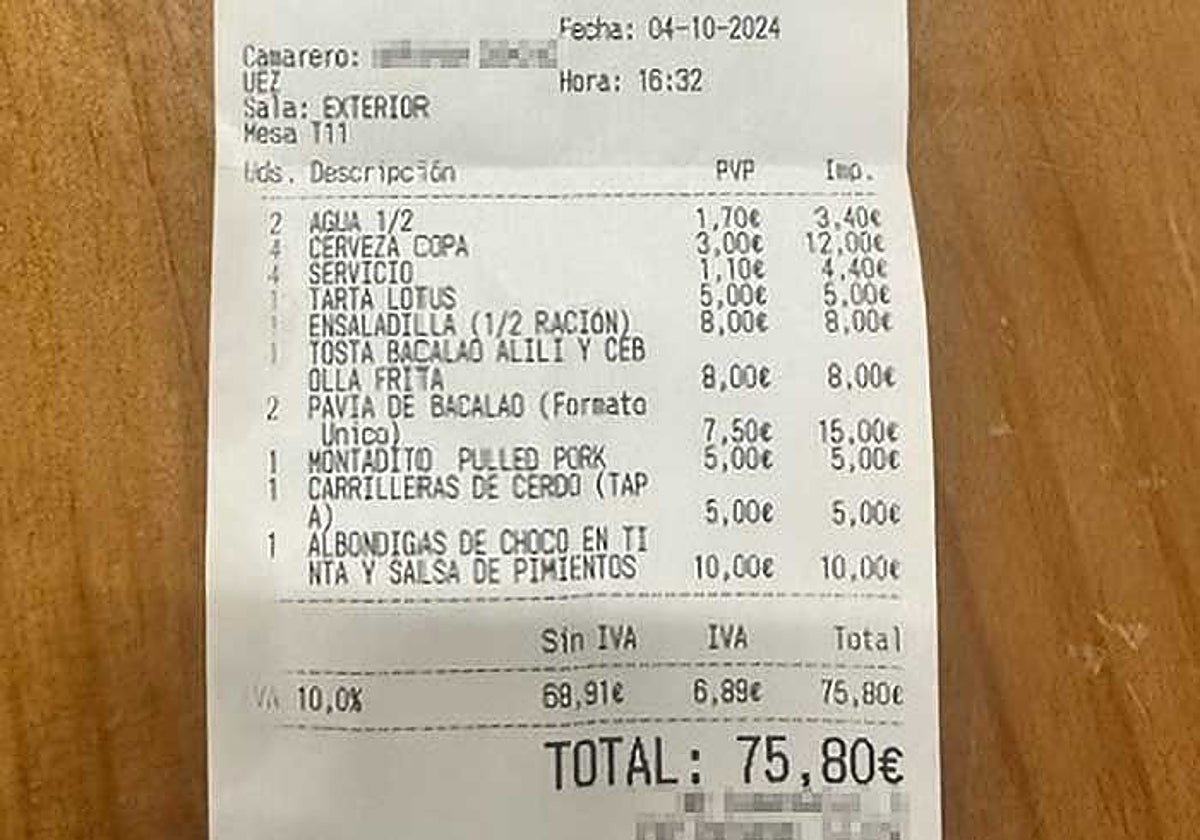 Fecha: 04-10-2024
Camarero:
UEZ
Hora: 16:32
Sala: EXTERIOR
Mesa T11
Uds. Descripción PVP Imp.
2 AGUA 1/2 1,70€ 3,40€
4 CERVEZA COPA 3,00€ 12,00€
4 SERVICIO 1,10€ 4,40€
1 TARTA LOTUS 5,00€ 5,00€
1 ENSALADILLA (1/2 RACIÓN) 8,00€ 8,00€
1 TOSTA BACALAO ALILI Y CEB
OLLA FRITA 8,00€ 8,00€
2 PAVIA DE BACALAO (Formato
Unico) 7,50€ 15,00€
1 MONTADITO PULLED PORK 5,00€ 5,00€
1 CARRILLERAS DE CERDO (TAP
A) 5,00€ 5,00€
1 ALBONDIGAS DE CHOCO EN TI
NTA Y SALSA DE PIMIENTOS 10,00€ 10,00€
Sin IVA IVA Total
IVA 10,0% 68,91€ 6,89€ 75,80€
TOTAL: 75,80€